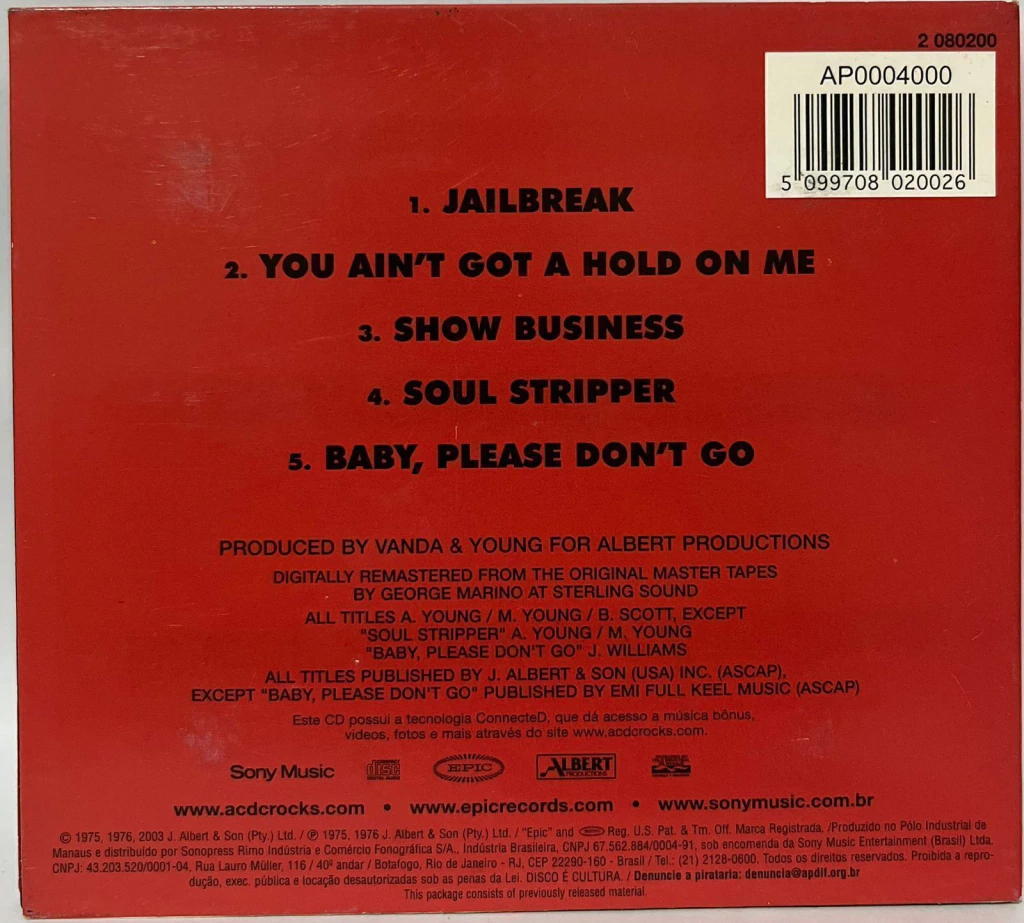 2 080200
AP0004000
5 099708 020026
1. JAILBREAK
2. YOU AIN'T GOT A HOLD ON ME
3. SHOW BUSINESS
4. SOUL STRIPPER
5. BABY, PLEASE DON'T GO
PRODUCED BY VANDA & YOUNG FOR ALBERT PRODUCTIONS
DIGITALLY REMASTERED FROM THE ORIGINAL MASTER TAPES
BY GEORGE MARINO AT STERLING SOUND
ALL TITLES A. YOUNG / M. YOUNG / B. SCOTT, EXCEPT
"SOUL STRIPPER" A. YOUNG / M. YOUNG
"BABY, PLEASE DON'T GO" J. WILLIAMS
ALL TITLES PUBLISHED BY J. ALBERT & SON (USA) INC. (ASCAP),
EXCEPT "BABY, PLEASE DON'T GO" PUBLISHED BY EMI FULL KEEL MUSIC (ASCAP)
Este CD possui a tecnologia ConnecteD, que dá acesso a música bônus,
videos, fotos e mais através do site www.acdcrocks.com.
Sony Music COMPACT disc DIGITAL AUDIO EPIC ALBERT PRODUCTIONS
www.acdcrocks.com • www.epicrecords.com • www.sonymusic.com.br
© 1975, 1976, 2003 J. Albert & Son (Pty.) Ltd. / ℗ 1975, 1976 J. Albert & Son (Pty.) Ltd. / "Epic" and EPIC Reg. U.S. Pat. & Tm. Off. Marca Registrada. /Produzido no Pólo Industrial de
Manaus e distribuido por Sonopress Rimo Indústria e Comércio Fonográfica S/A., Indústria Brasileira, CNPJ 67.562.884/0004-91, sob encomenda da Sony Music Entertainment (Brasil) Ltda.
CNPJ: 43.203.520/0001-04, Rua Lauro Müller, 116 / 40º andar / Botafogo, Rio de Janeiro - RJ, CEP 22290-160 - Brasil / Tel.: (21) 2128-0600. Todos os direitos reservados. Proibida a repro-
dução, exec. pública e locação desautorizadas sob as penas da Lei. DISCO É CULTURA. / Denuncie a pirataria: denuncia@apdif.org.br
This package consists of previously released material.